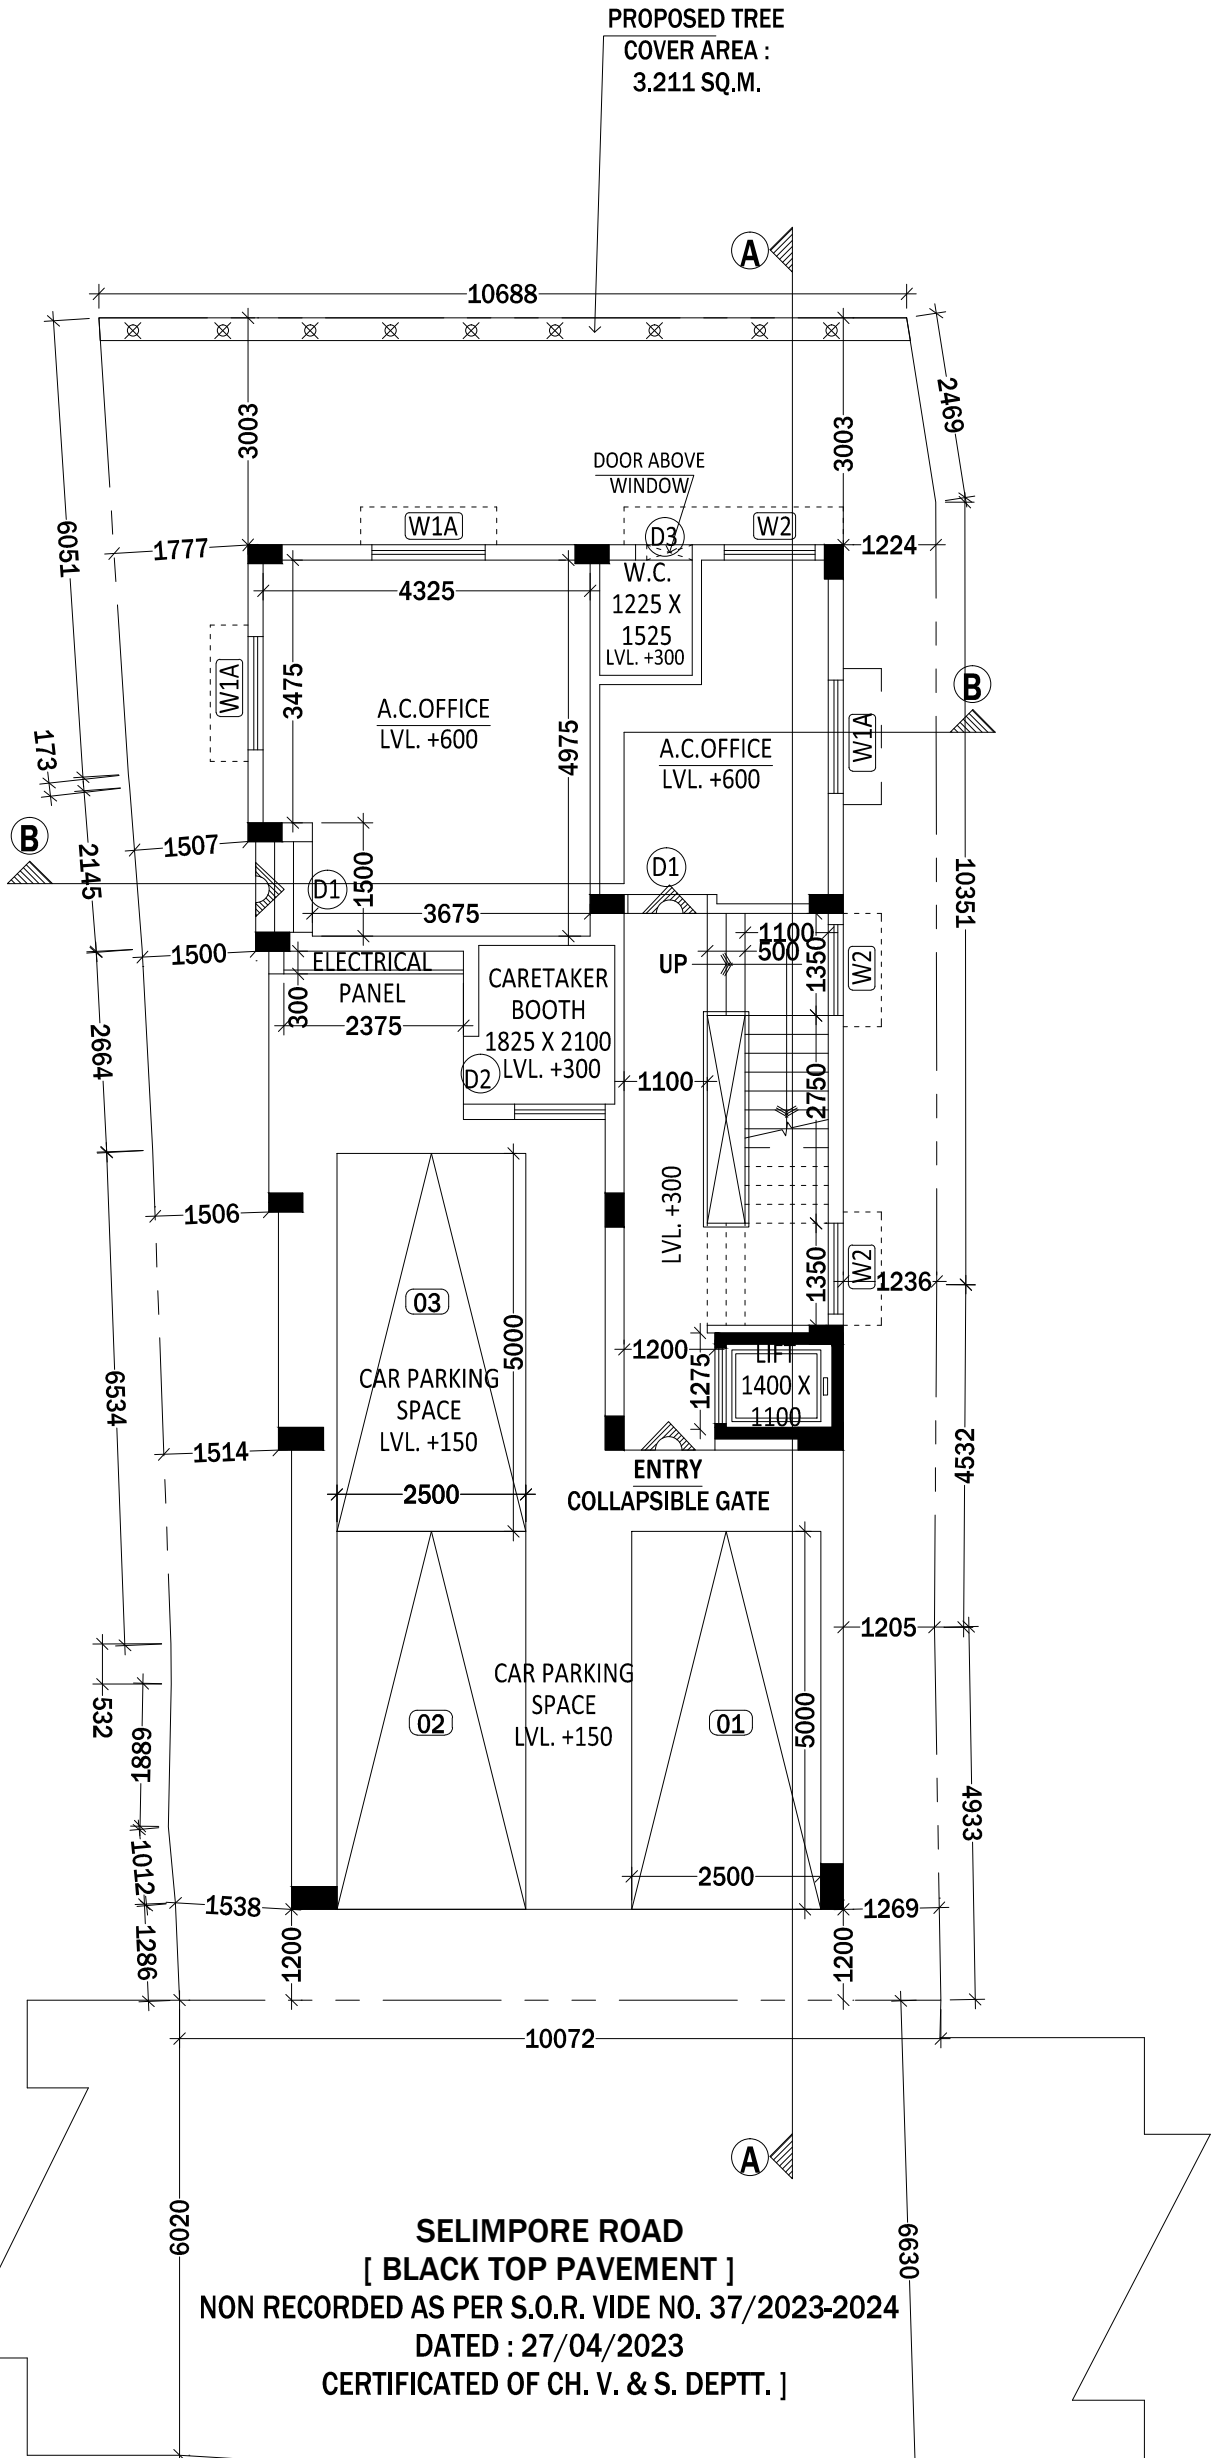 PROPOSED TREE
COVER AREA :
3.211 SQ.M.
A
10688
2469
3003
3003
DOOR ABOVE
WINDOW
W1A
D3
W2
6051
1777
1224
4325
W.C.
1225 X
1525
LVL. +300
W1A
3475
A.C.OFFICE
LVL. +600
4975
A.C.OFFICE
LVL. +600
W1A
B
173
B
1507
2145
1500
D1
D1
3675
10351
1500
1100
500
1350
W2
UP
ELECTRICAL
PANEL
300
2375
CARETAKER
BOOTH
1825 X 2100
LVL. +300
D2
2664
1100
2750
LVL. +300
1506
1350
W2
1236
03
5000
1200
1275
LIFT
1400 X
1100
CAR PARKING
SPACE
LVL. +150
6534
1514
4532
2500
ENTRY
COLLAPSIBLE GATE
1205
CAR PARKING
SPACE
LVL. +150
532
1889
02
01
5000
4933
1012
2500
1538
1269
1286
1200
1200
10072
A
6020
6630
SELIMPORE ROAD
[ BLACK TOP PAVEMENT ]
NON RECORDED AS PER S.O.R. VIDE NO. 37/2023-2024
DATED : 27/04/2023
CERTIFICATED OF CH. V. & S. DEPTT. ]